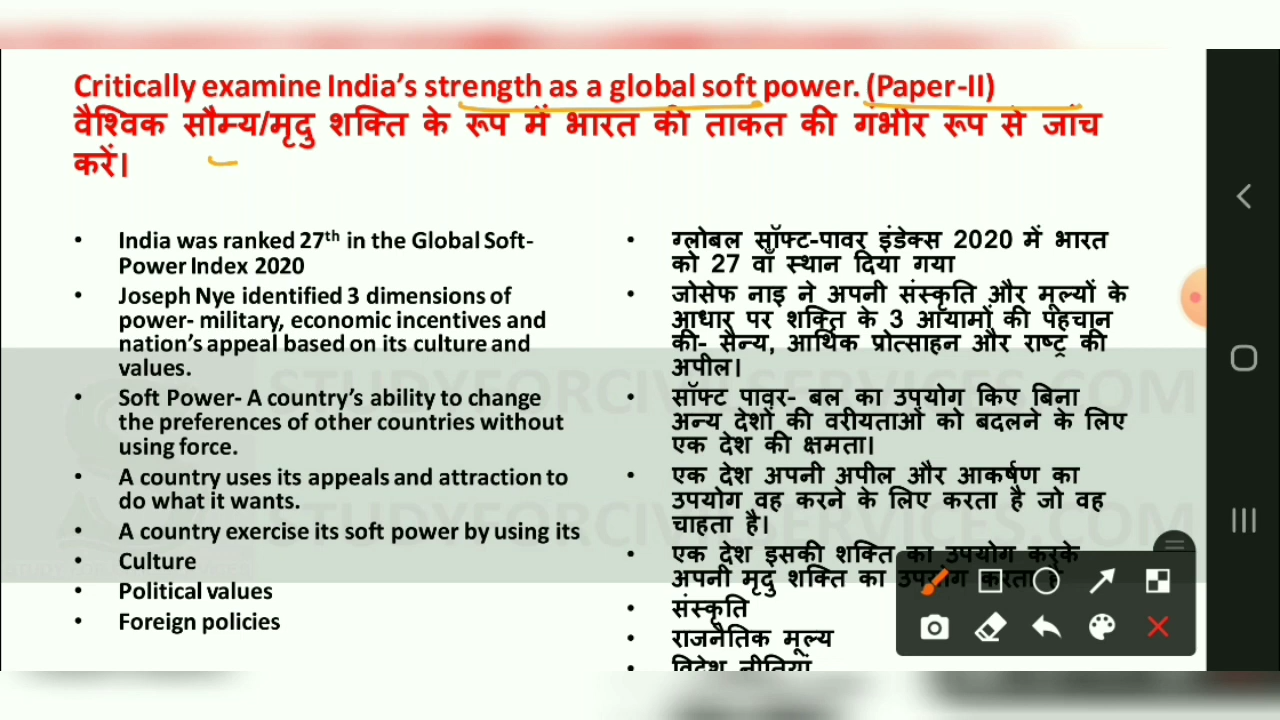 Critically examine India's strength as a global soft power. (Paper-II)
वैश्विक सौम्य/मृदु शक्ति के रूप में भारत की ताकत की गंभीर रूप से जांच
करें।
• India was ranked 27th in the Global Soft-
Power Index 2020
• Joseph Nye identified 3 dimensions of
power- military, economic incentives and
nation's appeal based on its culture and
values.
• Soft Power- A country's ability to change
the preferences of other countries without
using force.
• A country uses its appeals and attraction to
do what it wants.
• A country exercise its soft power by using its
• Culture
• Political values
• Foreign policies
• ग्लोबल सॉफ्ट-पावर इंडेक्स 2020 में भारत
को 27 वाँ स्थान दिया गया
• जोसेफ नाइ ने अपनी संस्कृति और मूल्यों के
आधार पर शक्ति के 3 आयामों की पहचान
की- सैन्य, आर्थिक प्रोत्साहन और राष्ट्र की
अपील।
• सॉफ्ट पावर- बल का उपयोग किए बिना
अन्य देशों की वरीयताओं को बदलने के लिए
एक देश की क्षमता।
• एक देश अपनी अपील और आकर्षण का
उपयोग वह करने के लिए करता है जो वह
चाहता है।
• एक देश इसकी शक्ति का उपयोग करके
अपनी मृदु शक्ति का उपयोग करता है
• संस्कृति
• राजनैतिक मूल्य
• विदेश नीतियां
STUDYFORCIVILSERVICES.COM
STUDYFORCIVILSERVICES.COM